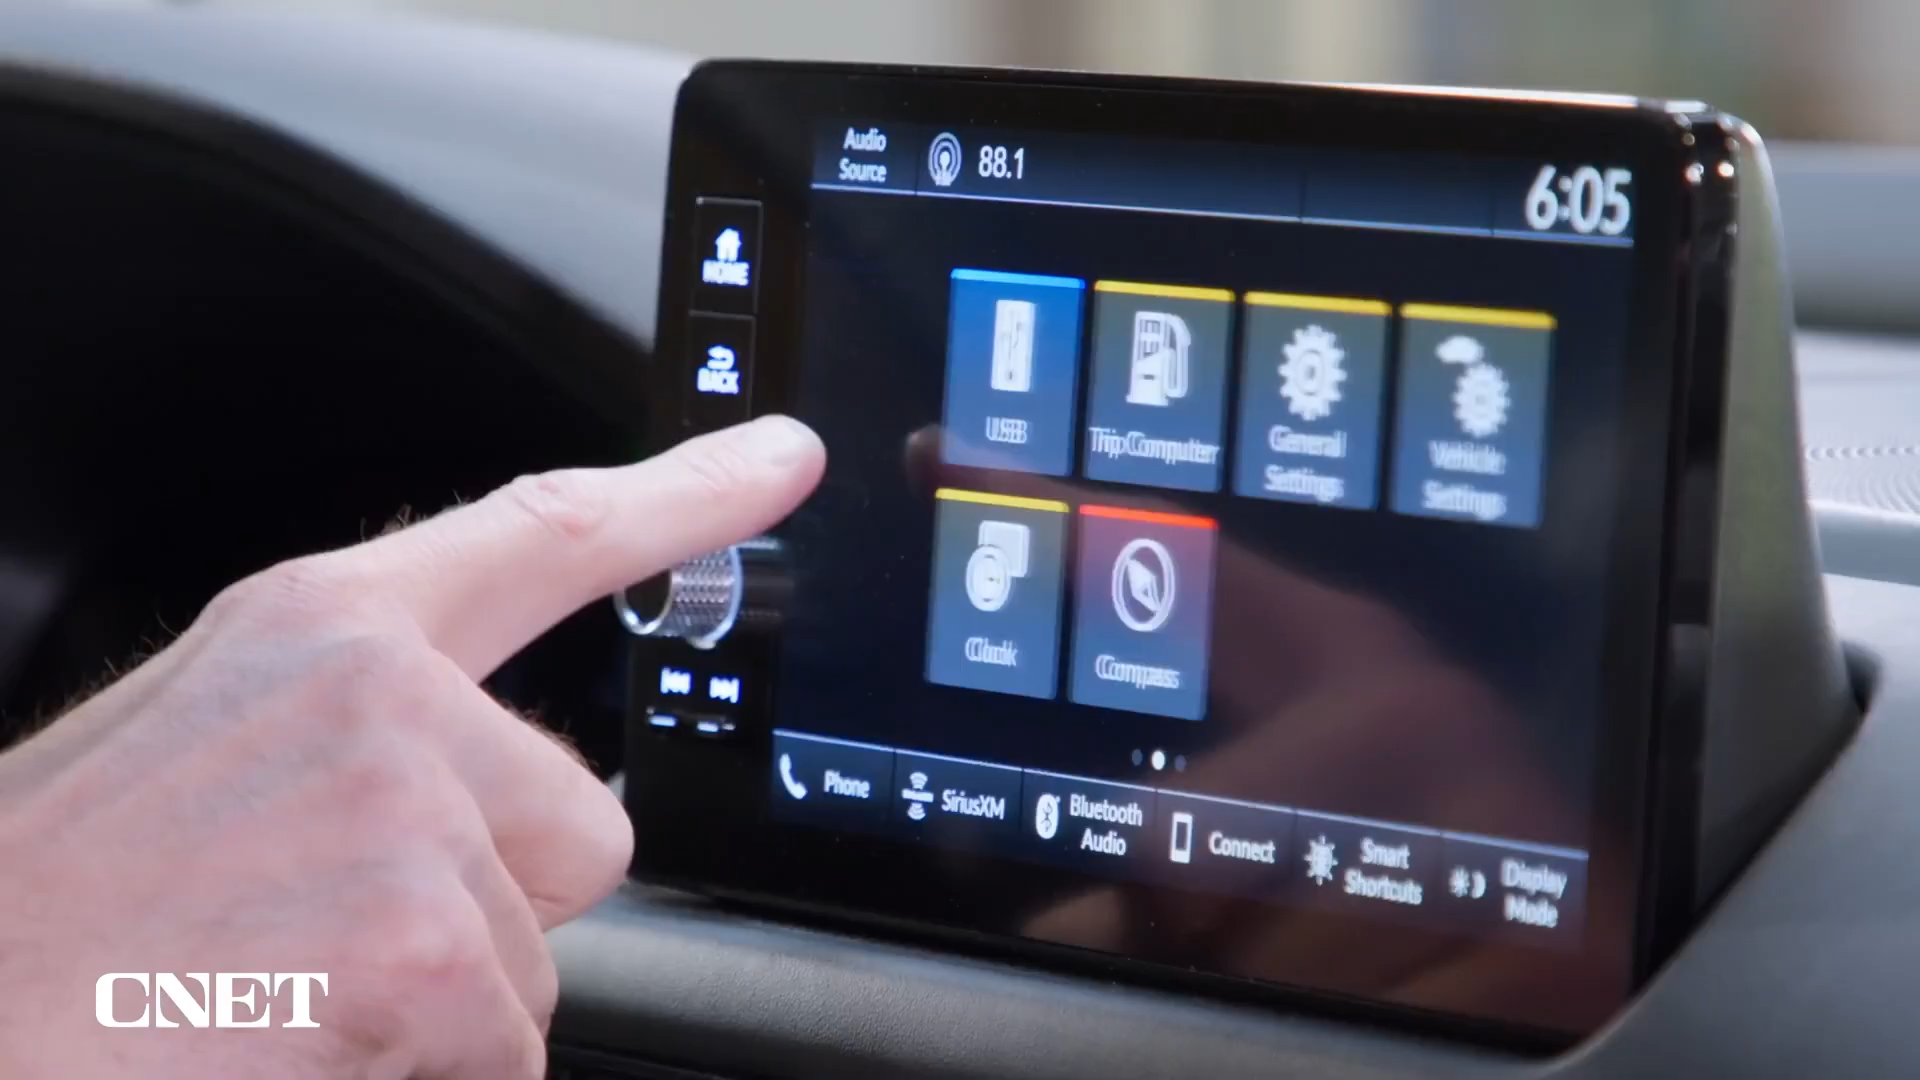 Audio
Source
88.1
6:05
HOME
BACK
USB
Trip Computer
General
Settings
Vehicle
Settings
Clock
Compass
Phone
SiriusXM
Bluetooth
Audio
Connect
Smart
Shortcuts
Display
Mode
CNET